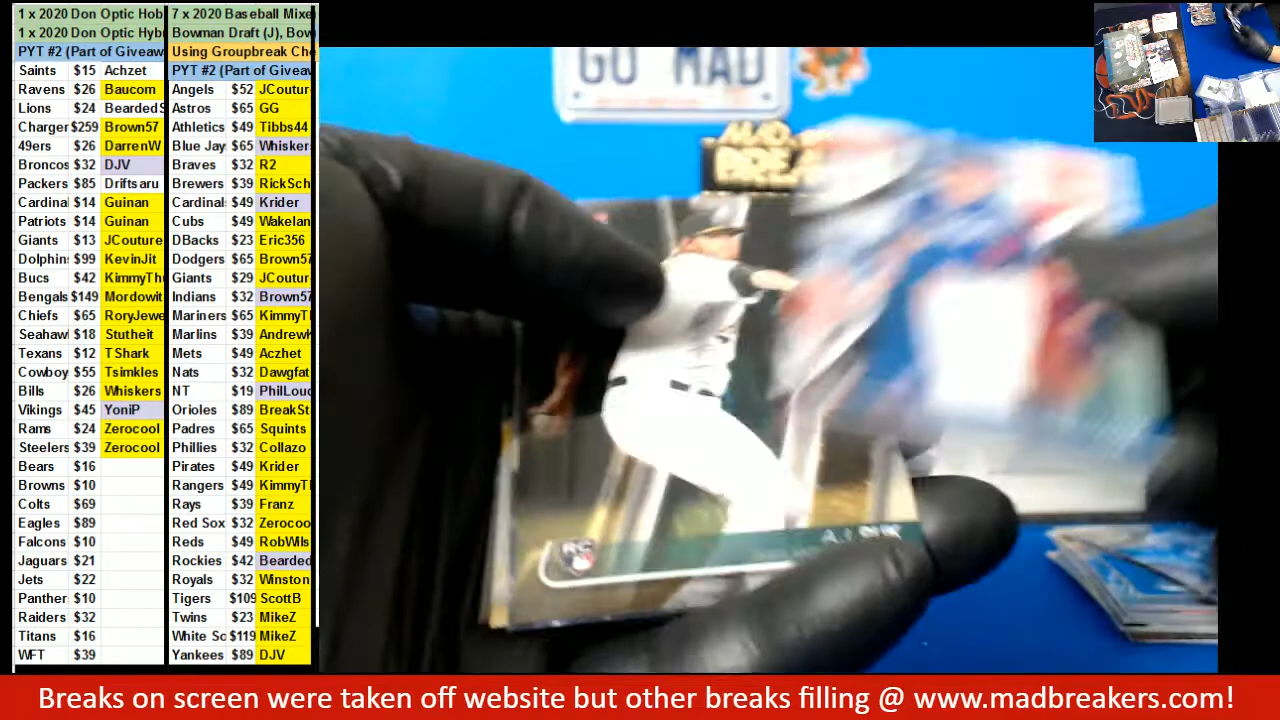 1 x 2020 Don Optic Hob
1 x 2020 Don Optic Hybr
PYT #2 (Part of Giveaw
Saints $15 Achzet
Ravens $26 Baucom
Lions $24 BeardedS
Charger $259 Brown57
49ers $26 DarrenW
Broncos $32 DJV
Packers $85 Driftsaru
Cardinal $14 Guinan
Patriots $14 Guinan
Giants $13 JCouture
Dolphin: $99 KevinJit
Bucs $42 KimmyThu
Bengals $149 Mordowit
Chiefs $65 RoryJewe
Seahaw $18 Stutheit
Texans $12 TShark
Cowboy $55 Tsimkles
Bills $26 Whiskers
Vikings $45 YoniP
Rams $24 Zerocool
Steelers $39 Zerocool
Bears $16
Browns $10
Colts $69
Eagles $89
Falcons $10
Jaguars $21
Jets $22
Panther $10
Raiders $32
Titans $16
WFT $39
7 x 2020 Baseball Mixe
Bowman Draft (J), Bow
Using Groupbreak Che
PYT #2 (Part of Giveaw
Angels $52 JCouture
Astros $65 GG
Athletics $49 Tibbs44
Blue Jay $65 Whisker
Braves $32 R2
Brewers $39 RickSch
Cardinal $49 Krider
Cubs $49 Wakelan
DBacks $23 Eric356
Dodgers $65 Brown57
Giants $29 JCoutur
Indians $32 Brown57
Mariners $65 KimmyT
Marlins $39 AndrewK
Mets $49 Aczhet
Nats $32 Dawgfat
NT $19 PhilLou
Orioles $89 BreakSt
Padres $65 Squints
Phillies $32 Collazo
Pirates $49 Krider
Rangers $49 KimmyT
Rays $39 Franz
Red Sox $32 Zerocoo
Reds $49 RobWils
Rockies $42 Bearded
Royals $32 Winston
Tigers $109 ScottB
Twins $23 MikeZ
White So $119 MikeZ
Yankees $89 DJV
GO MAD
Breaks on screen were taken off website but other breaks filling @ www.madbreakers.com!